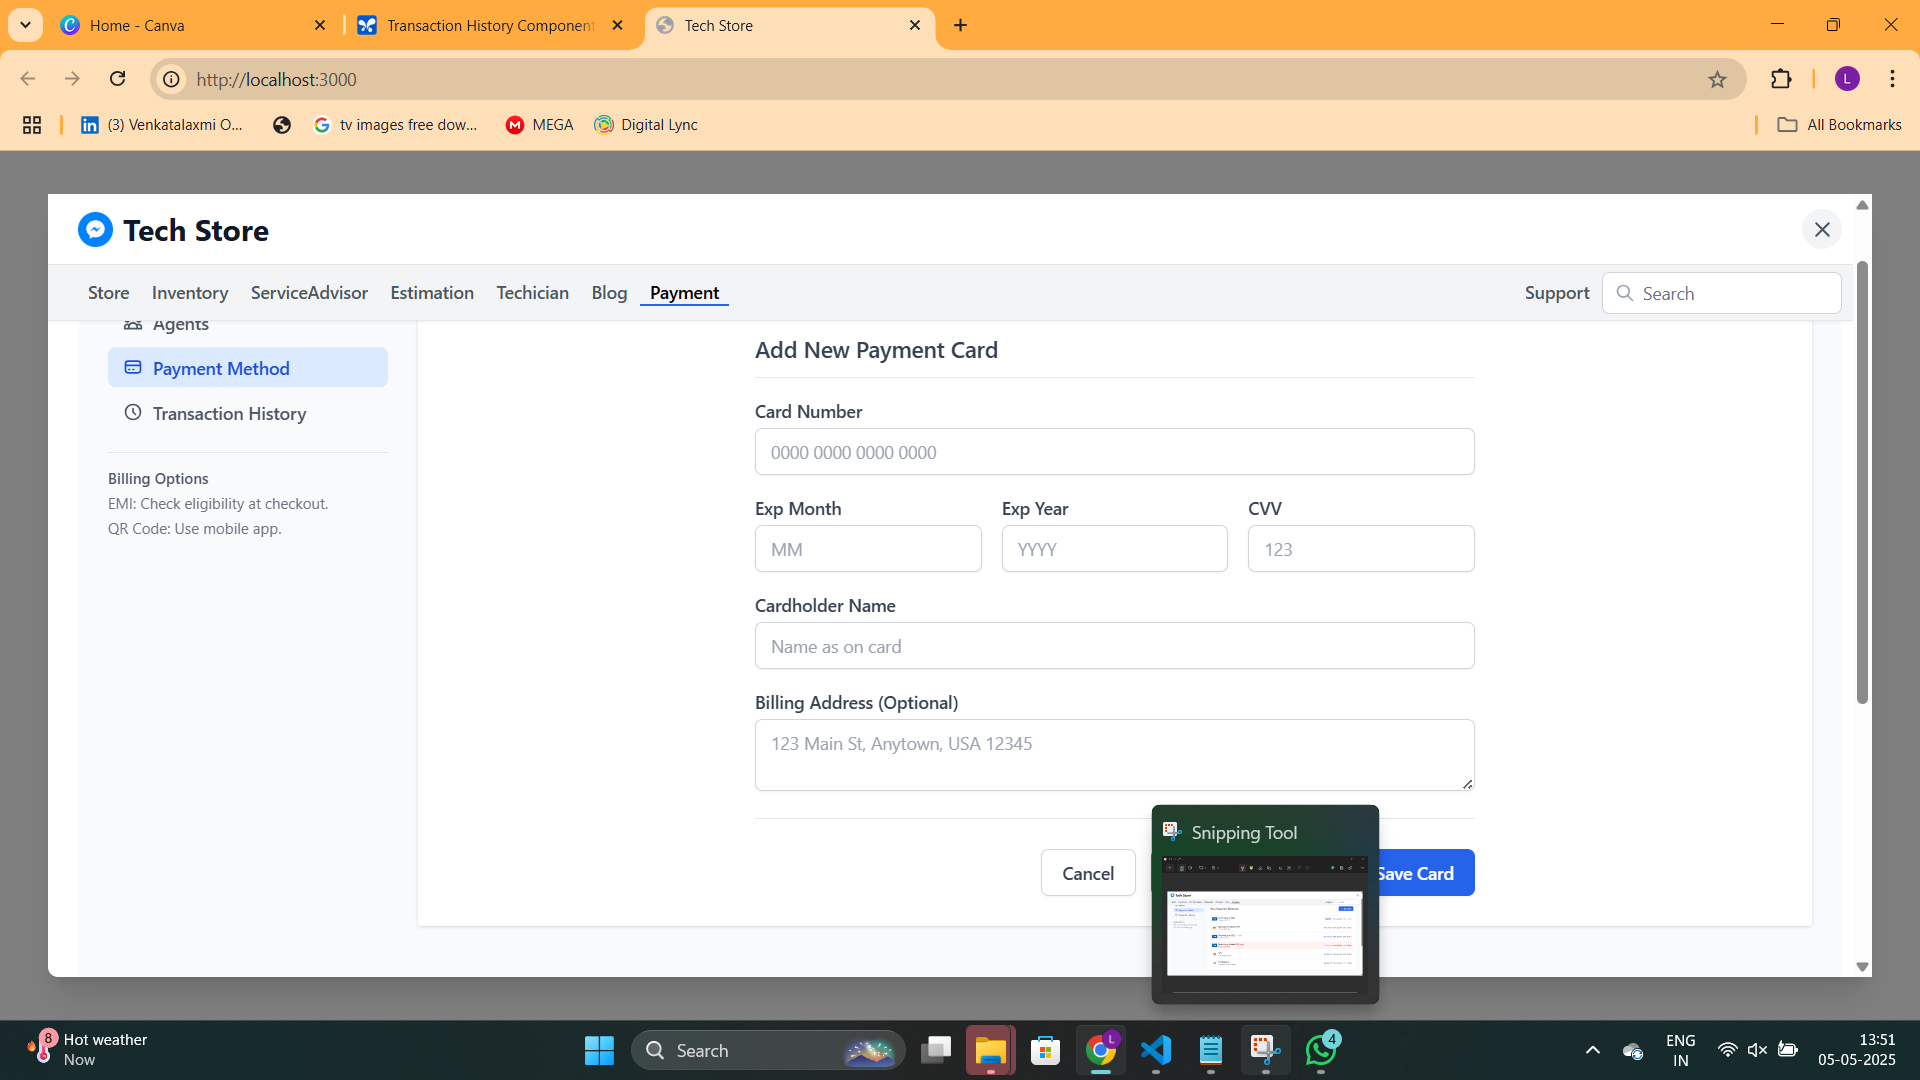 Home - Canva
Transaction History Component
Tech Store
http://localhost:3000
L
(3) Venkatalaxmi O...
tv images free dow...
MEGA
Digital Lync
All Bookmarks
Tech Store
Store
Inventory
ServiceAdvisor
Estimation
Techician
Blog
Payment
Support
Search
Agents
Payment Method
Transaction History
Billing Options
EMI: Check eligibility at checkout.
QR Code: Use mobile app.
Add New Payment Card
Card Number
0000 0000 0000 0000
Exp Month
Exp Year
CVV
MM
YYYY
123
Cardholder Name
Name as on card
Billing Address (Optional)
123 Main St, Anytown, USA 12345
Cancel
Save Card
Snipping Tool
8
Hot weather
Now
Search
L
4
ENG
IN
13:51
05-05-2025